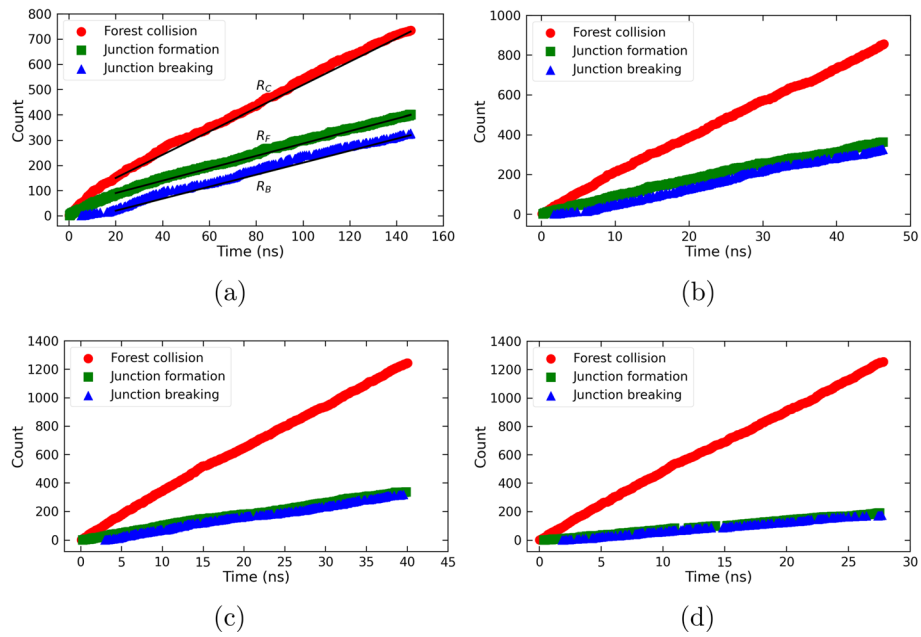 800
700
600
500
400
300
200
100
0
Count
Forest collision
Junction formation
Junction breaking
R_C
R_F
R_B
0 20 40 60 80 100 120 140 160
Time (ns)
(a)
1000
800
600
400
200
0
Count
Forest collision
Junction formation
Junction breaking
0 10 20 30 40 50
Time (ns)
(b)
1400
1200
1000
800
600
400
200
0
Count
Forest collision
Junction formation
Junction breaking
0 5 10 15 20 25 30 35 40 45
Time (ns)
(c)
1400
1200
1000
800
600
400
200
0
Count
Forest collision
Junction formation
Junction breaking
0 5 10 15 20 25 30
Time (ns)
(d)